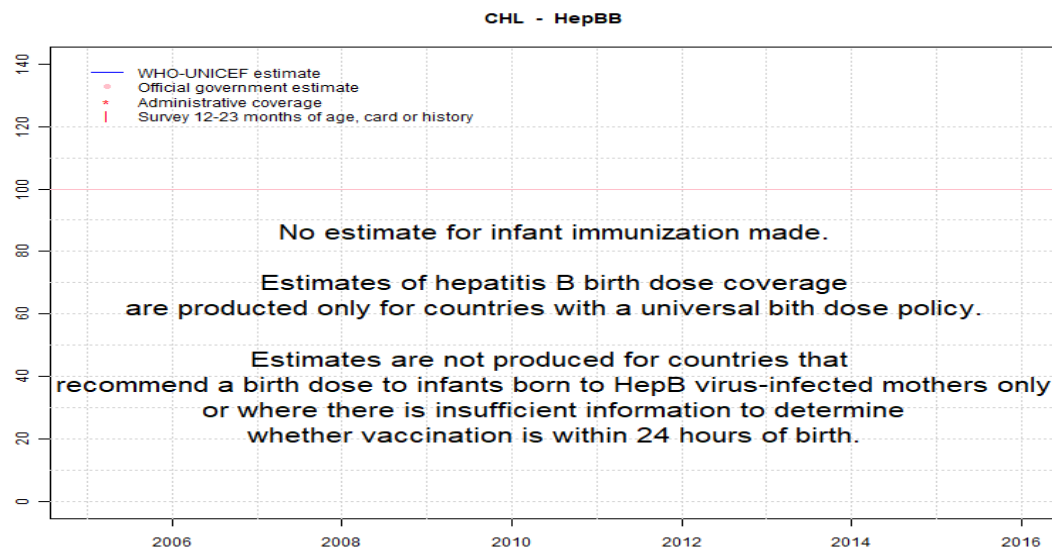 CHL - HepBB
140
120
100
80
60
40
20
0
WHO-UNICEF estimate
Official government estimate
Administrative coverage
Survey 12-23 months of age, card or history
No estimate for infant immunization made.
Estimates of hepatitis B birth dose coverage
are producted only for countries with a universal bith dose policy.
Estimates are not produced for countries that
recommend a birth dose to infants born to HepB virus-infected mothers only
or where there is insufficient information to determine
whether vaccination is within 24 hours of birth.
2006 2008 2010 2012 2014 2016